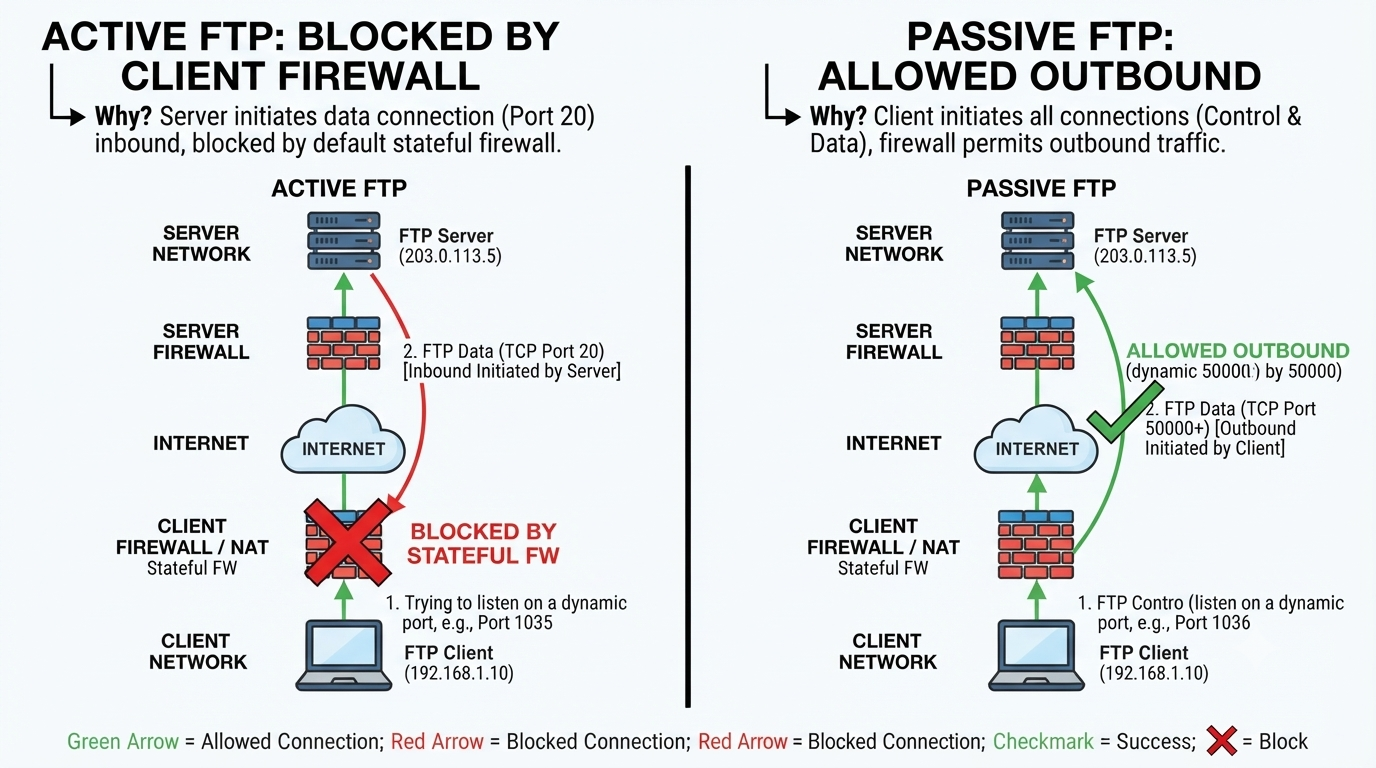 ACTIVE FTP: BLOCKED BY
CLIENT FIREWALL
Why? Server initiates data connection (Port 20)
inbound, blocked by default stateful firewall.
ACTIVE FTP
SERVER
NETWORK
FTP Server
(203.0.113.5)
SERVER
FIREWALL
2. FTP Data (TCP Port 20)
[Inbound Initiated by Server]
INTERNET
INTERNET
CLIENT
FIREWALL / NAT
Stateful FW
BLOCKED BY
STATEFUL FW
1. Trying to listen on a dynamic
port, e.g., Port 1035
CLIENT
NETWORK
FTP Client
(192.168.1.10)
PASSIVE FTP:
ALLOWED OUTBOUND
Why? Client initiates all connections (Control &
Data), firewall permits outbound traffic.
PASSIVE FTP
SERVER
NETWORK
FTP Server
(203.0.113.5)
SERVER
FIREWALL
ALLOWED OUTBOUND
(dynamic by 50000)
2. FTP Data (TCP Port
50000+) [Outbound
Initiated by Client]
INTERNET
INTERNET
CLIENT
FIREWALL / NAT
Stateful FW
1. FTP Contro (listen on a dynamic
port, e.g., Port 1036
CLIENT
NETWORK
FTP Client
(192.168.1.10)
Green Arrow = Allowed Connection; Red Arrow = Blocked Connection; Red Arrow = Blocked Connection; Checkmark = Success; = Block